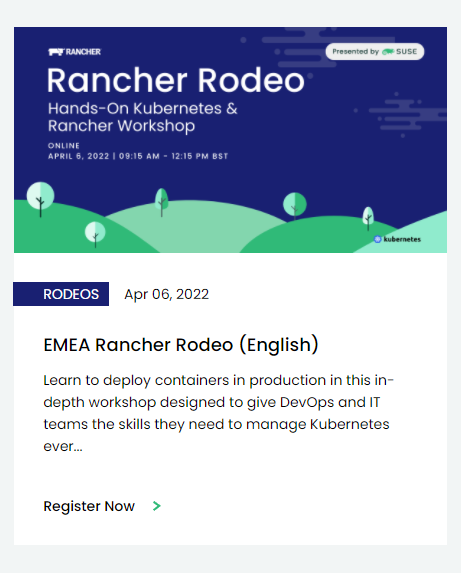 RANCHER
Presented by SUSE
Rancher Rodeo
Hands-On Kubernetes &
Rancher Workshop
ONLINE
APRIL 6, 2022 | 09:15 AM - 12:15 PM BST
kubernetes
RODEOS Apr 06, 2022
EMEA Rancher Rodeo (English)
Learn to deploy containers in production in this in-
depth workshop designed to give DevOps and IT
teams the skills they need to manage Kubernetes
ever...
Register Now >